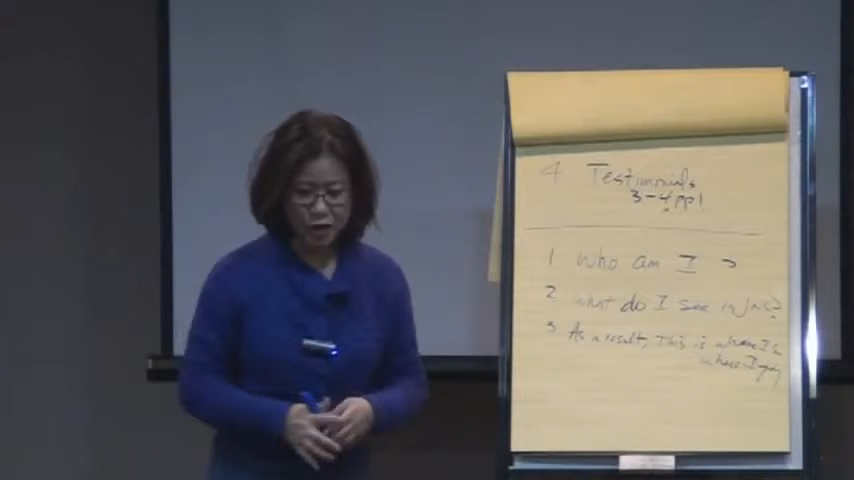 4 Testimonials
3-4 ppl
1 Who am I ?
2 What do I see in
3 As a result, This is where I'm
where I